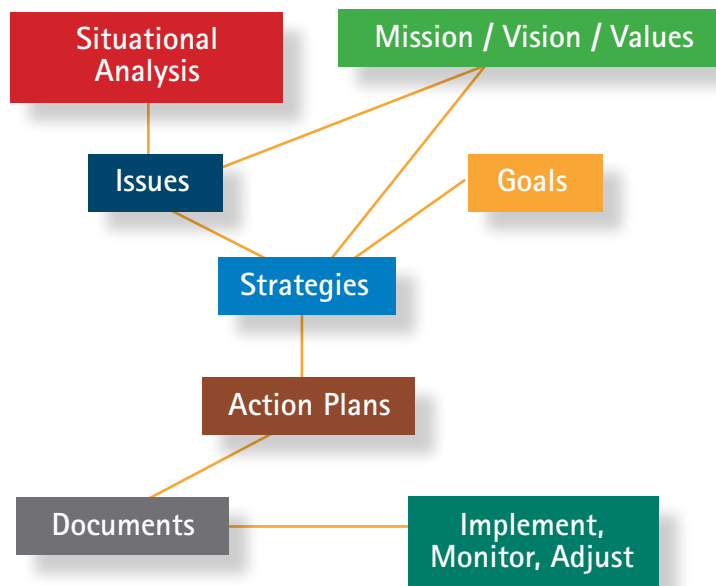 Situational
Analysis
Mission / Vision / Values
Issues
Goals
Strategies
Action Plans
Documents
Implement,
Monitor, Adjust